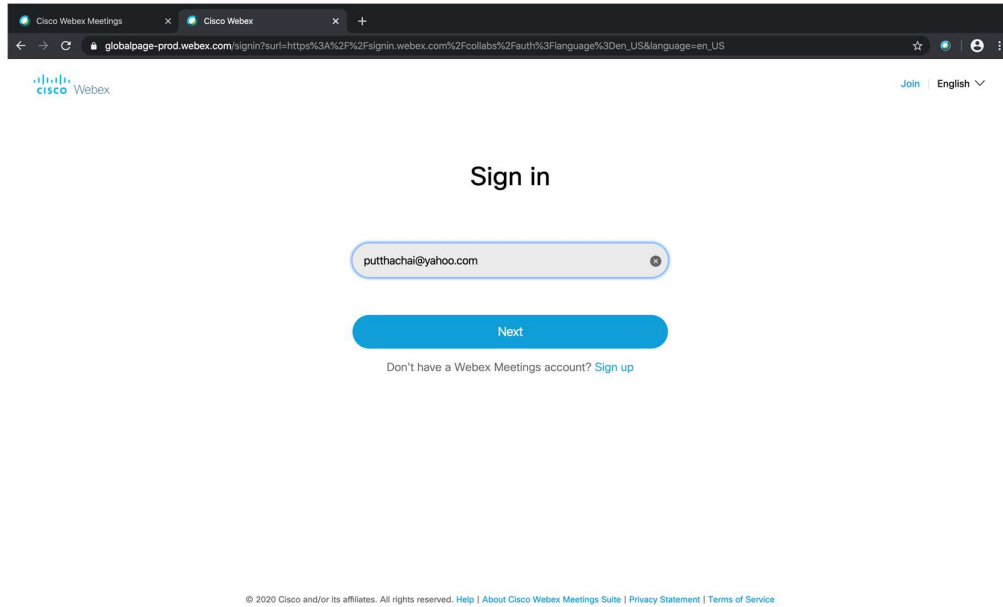 Cisco Webex Meetings
Cisco Webex
globalpage-prod.webex.com/signin?surl=https%3A%2F%2Fsignin.webex.com%2Fcollabs%2Fauth%3Flanguage%3Den_US&language=en_US
CISCO Webex
Join | English
Sign in
putthachai@yahoo.com
Next
Don't have a Webex Meetings account? Sign up
© 2020 Cisco and/or its affiliates. All rights reserved. Help | About Cisco Webex Meetings Suite | Privacy Statement | Terms of Service